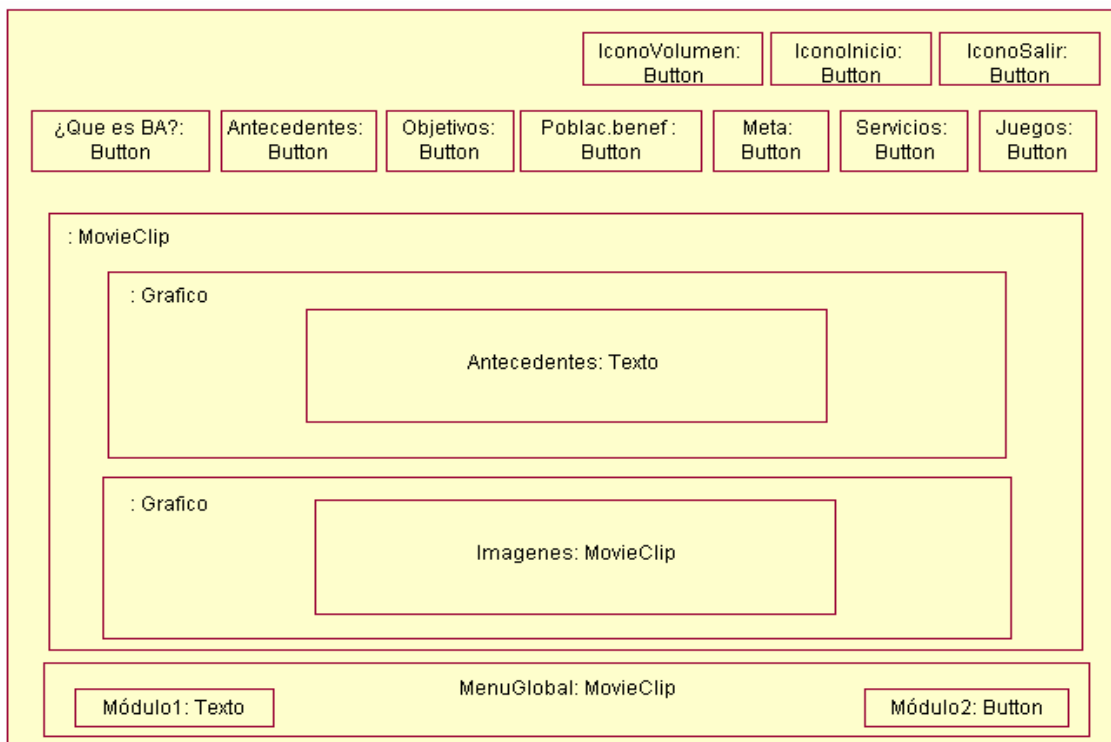 IconoVolumen:
Button
IconoInicio:
Button
IconoSalir:
Button
¿Que es BA?:
Button
Antecedentes:
Button
Objetivos:
Button
Poblac.benef :
Button
Meta:
Button
Servicios:
Button
Juegos:
Button
: MovieClip
: Grafico
Antecedentes: Texto
: Grafico
Imagenes: MovieClip
MenuGlobal: MovieClip
Módulo1: Texto
Módulo2: Button